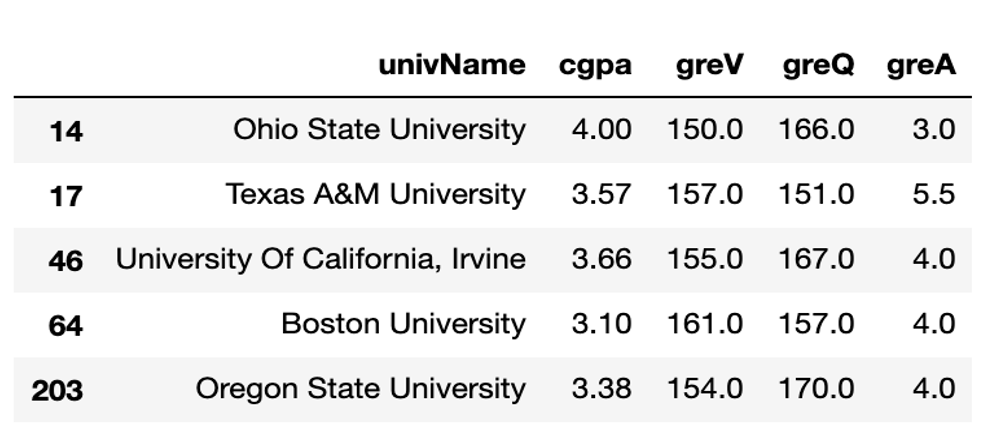 univName cgpa greV greQ greA
14 Ohio State University 4.00 150.0 166.0 3.0
17 Texas A&M University 3.57 157.0 151.0 5.5
46 University Of California, Irvine 3.66 155.0 167.0 4.0
64 Boston University 3.10 161.0 157.0 4.0
203 Oregon State University 3.38 154.0 170.0 4.0